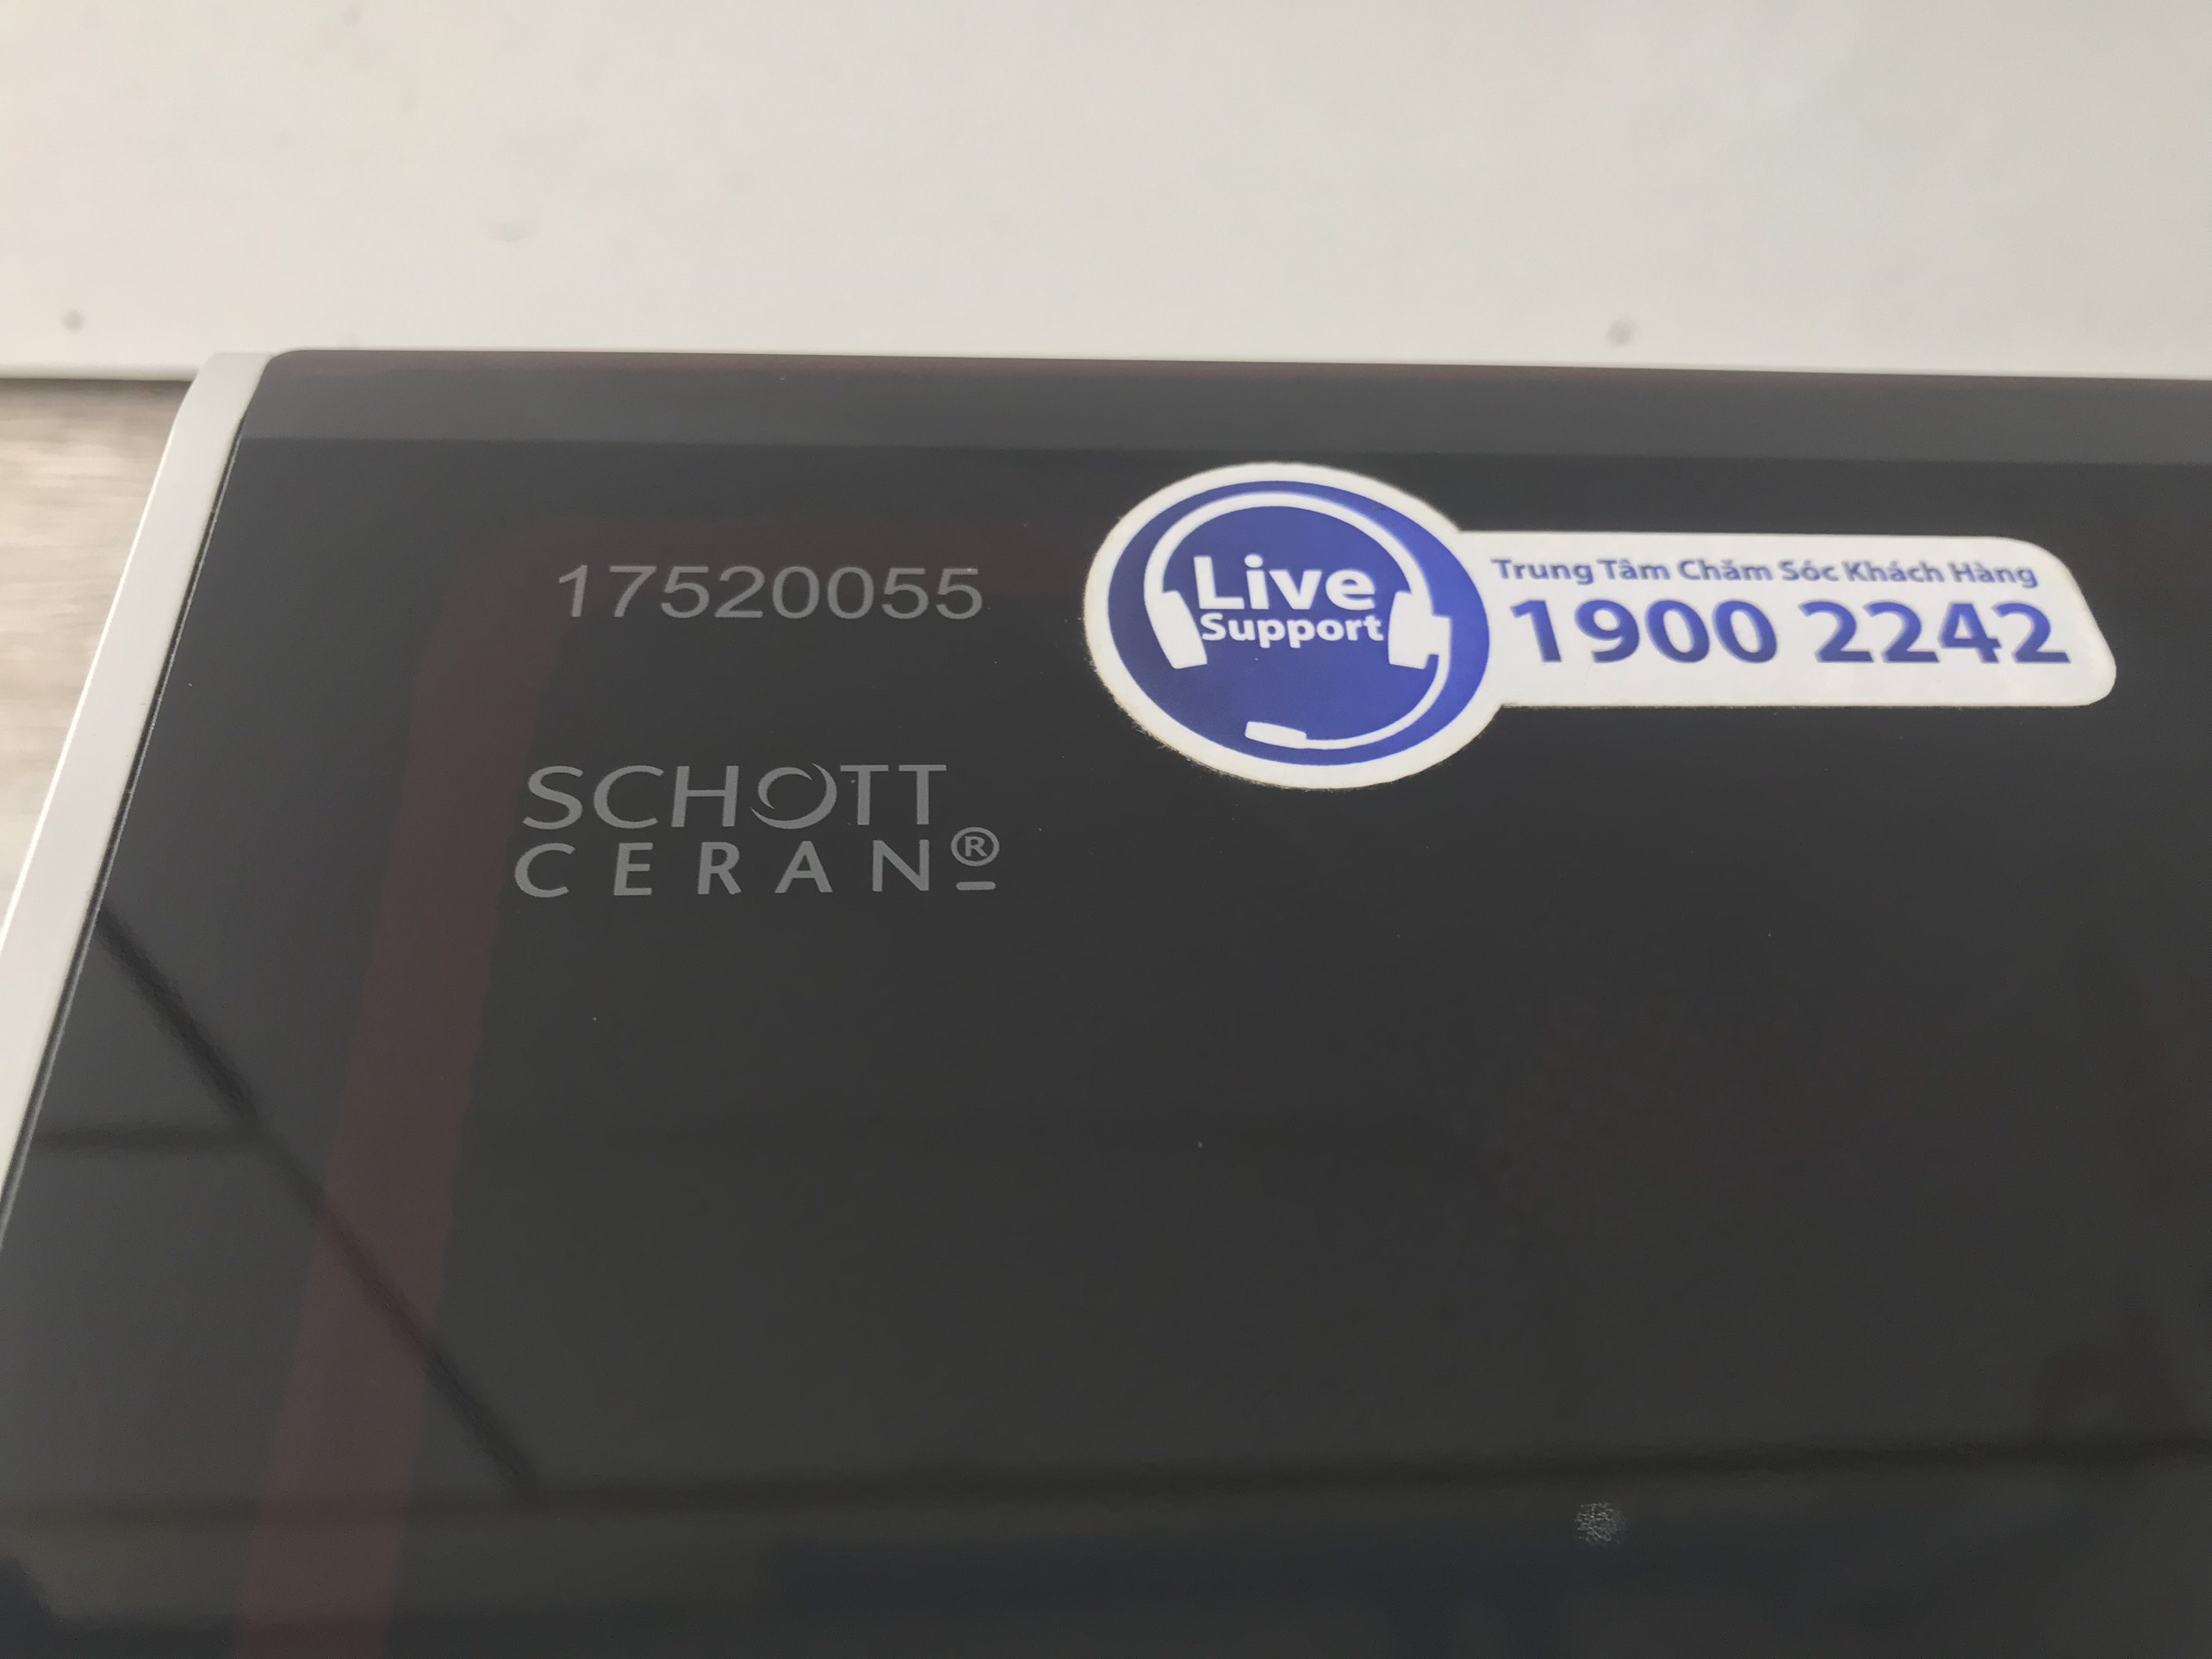 17520055
SCHOTT
CERAN®
Live
Support
Trung Tâm Chăm Sóc Khách Hàng
1900 2242